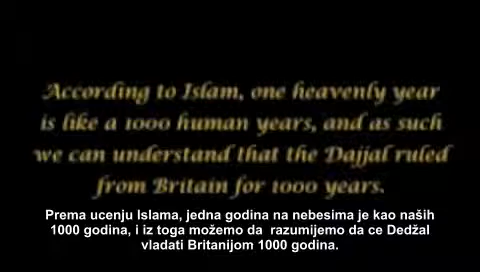 According to Islam, one heavenly year
is like a 1000 human years, and as such
we can understand that the Dajjal ruled
from Britain for 1000 years.
Prema ucenju Islama, jedna godina na nebesima je kao naših
1000 godina, i iz toga možemo da razumijemo da ce Dedžal
vladati Britanijom 1000 godina.